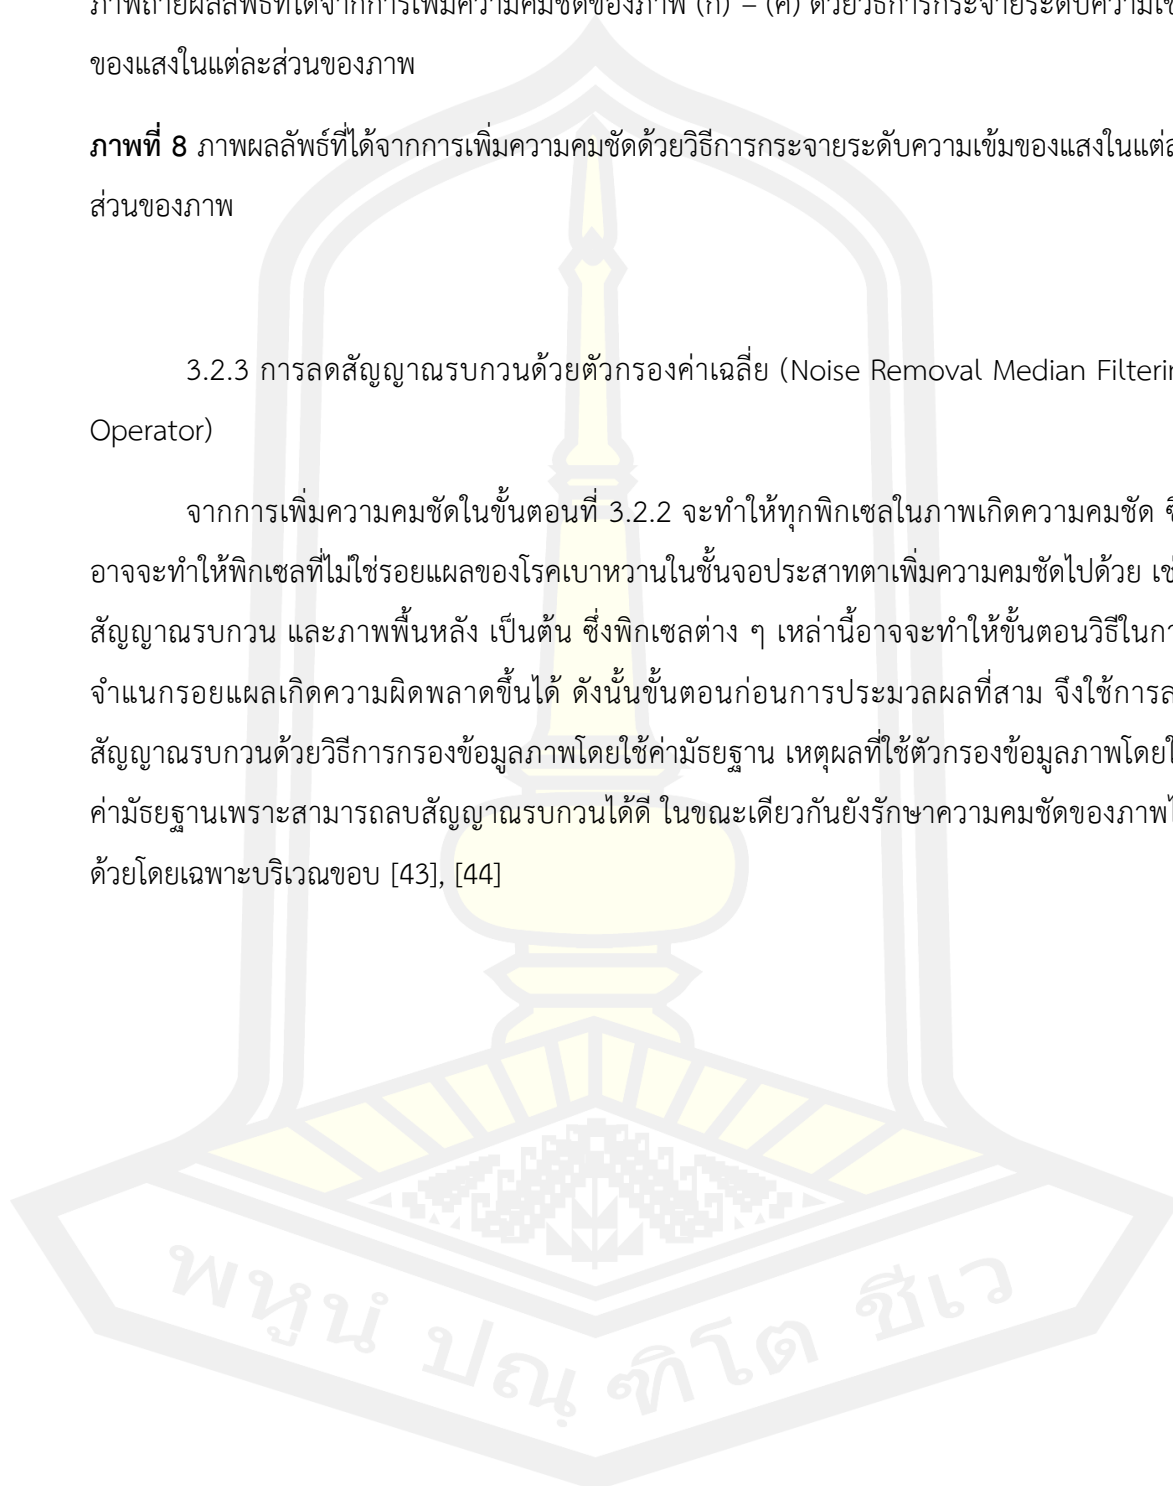 ภาพถ่ายผลลัพธ์ที่ได้จากการเพิ่มความคมชัดของภาพ (ก) – (ค) ด้วยวิธีการกระจายระดับความเข้
ของแสงในแต่ละส่วนของภาพ
ภาพที่ 8 ภาพผลลัพธ์ที่ได้จากการเพิ่มความคมชัดด้วยวิธีการกระจายระดับความเข้มของแสงในแต่ล
ส่วนของภาพ
3.2.3 การลดสัญญาณรบกวนด้วยตัวกรองค่าเฉลี่ย (Noise Removal Median Filterin
Operator)
จากการเพิ่มความคมชัดในขั้นตอนที่ 3.2.2 จะทำให้ทุกพิกเซลในภาพเกิดความคมชัด ซึ
อาจจะทำให้พิกเซลที่ไม่ใช่รอยแผลของโรคเบาหวานในชั้นจอประสาทตาเพิ่มความคมชัดไปด้วย เช่
สัญญาณรบกวน และภาพพื้นหลัง เป็นต้น ซึ่งพิกเซลต่าง ๆ เหล่านี้อาจจะทำให้ขั้นตอนวิธีในกา
จำแนกรอยแผลเกิดความผิดพลาดขึ้นได้ ดังนั้นขั้นตอนก่อนการประมวลผลที่สาม จึงใช้การล
สัญญาณรบกวนด้วยวิธีการกรองข้อมูลภาพโดยใช้ค่ามัธยฐาน เหตุผลที่ใช้ตัวกรองข้อมูลภาพโดยใ
ค่ามัธยฐานเพราะสามารถลบสัญญาณรบกวนได้ดี ในขณะเดียวกันยังรักษาความคมชัดของภาพไ
ด้วยโดยเฉพาะบริเวณขอบ [43], [44]
พหูนํ ปณฺฑิโต ชีเว